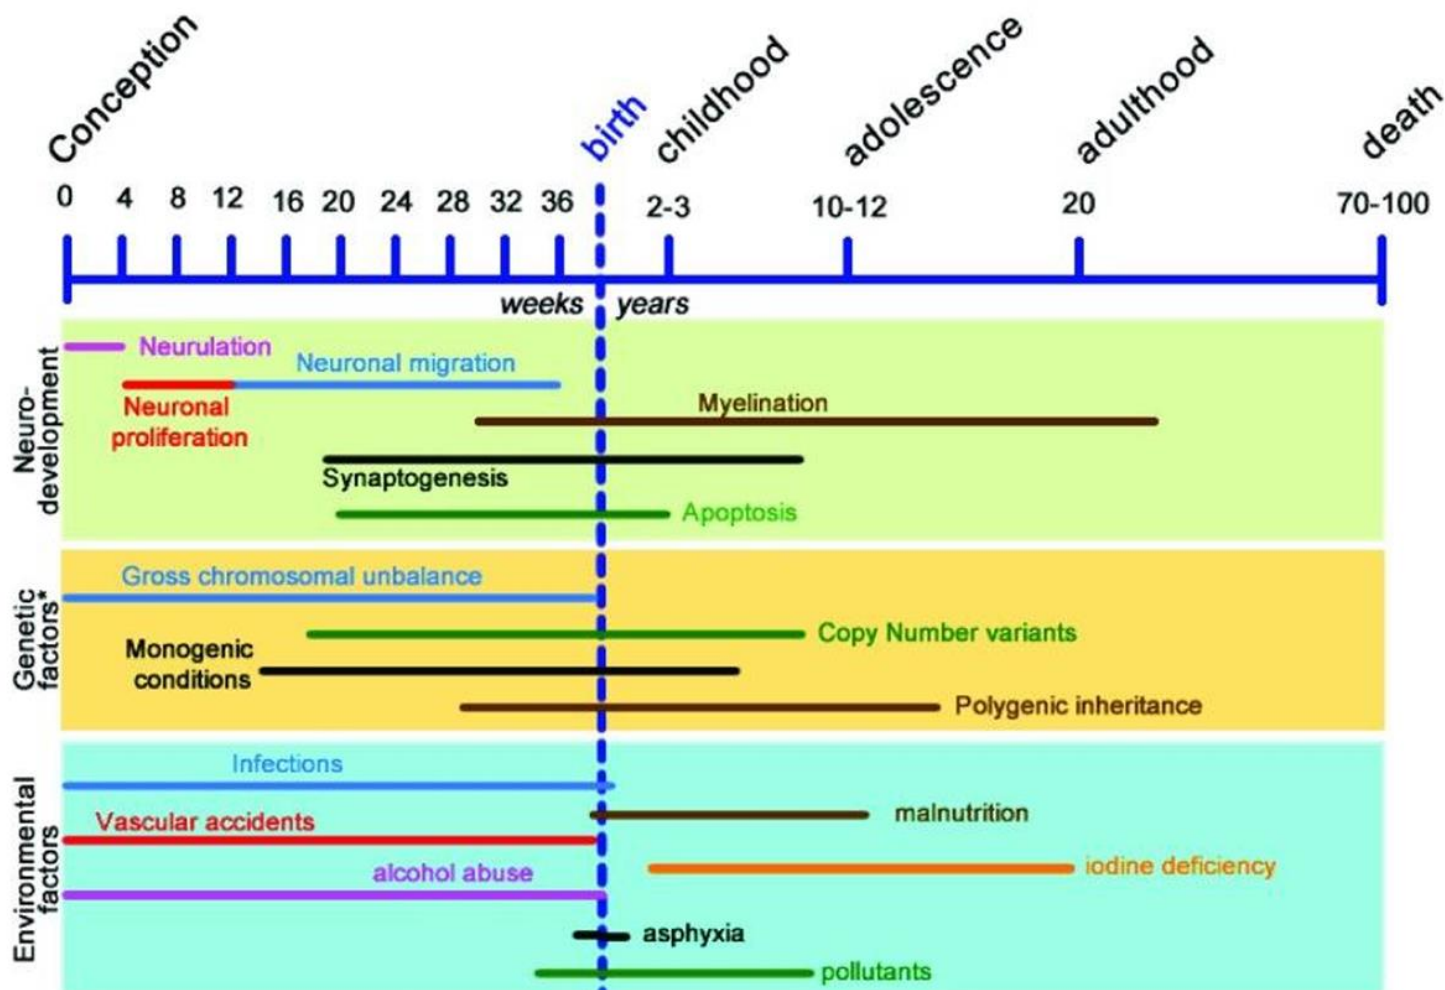 Conception
birth
childhood
adolescence
adulthood
death
0 4 8 12 16 20 24 28 32 36 2-3 10-12 20 70-100
weeks years
Neuro-
development
Neurulation
Neuronal migration
Neuronal
proliferation
Myelination
Synaptogenesis
Apoptosis
Genetic
factors*
Gross chromosomal unbalance
Copy Number variants
Monogenic
conditions
Polygenic inheritance
Environmental
factors
Infections
malnutrition
Vascular accidents
iodine deficiency
alcohol abuse
asphyxia
pollutants